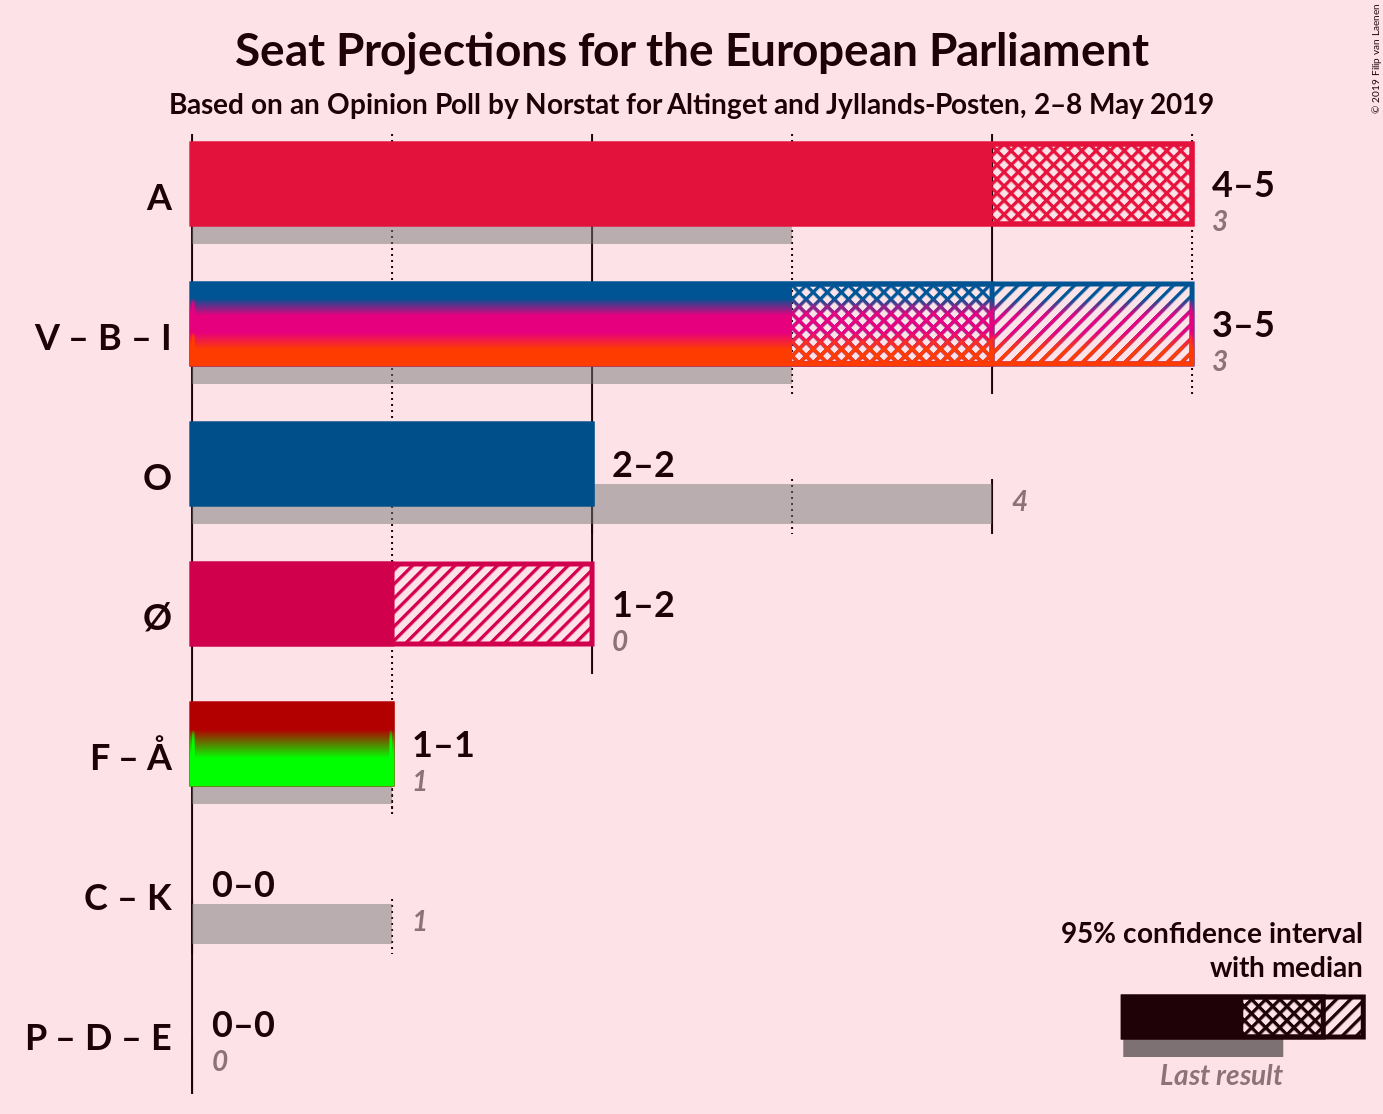 Seat Projections for the European Parliament
Based on an Opinion Poll by Norstat for Altinget and Jyllands-Posten, 2–8 May 2019
© 2019 Filip van Laenen
A
4–5
3
V – B – I
3–5
3
O
2–2
4
Ø
1–2
0
F – Å
1–1
1
C – K
0–0
1
P – D – E
0–0
0
95% confidence interval
with median
Last result